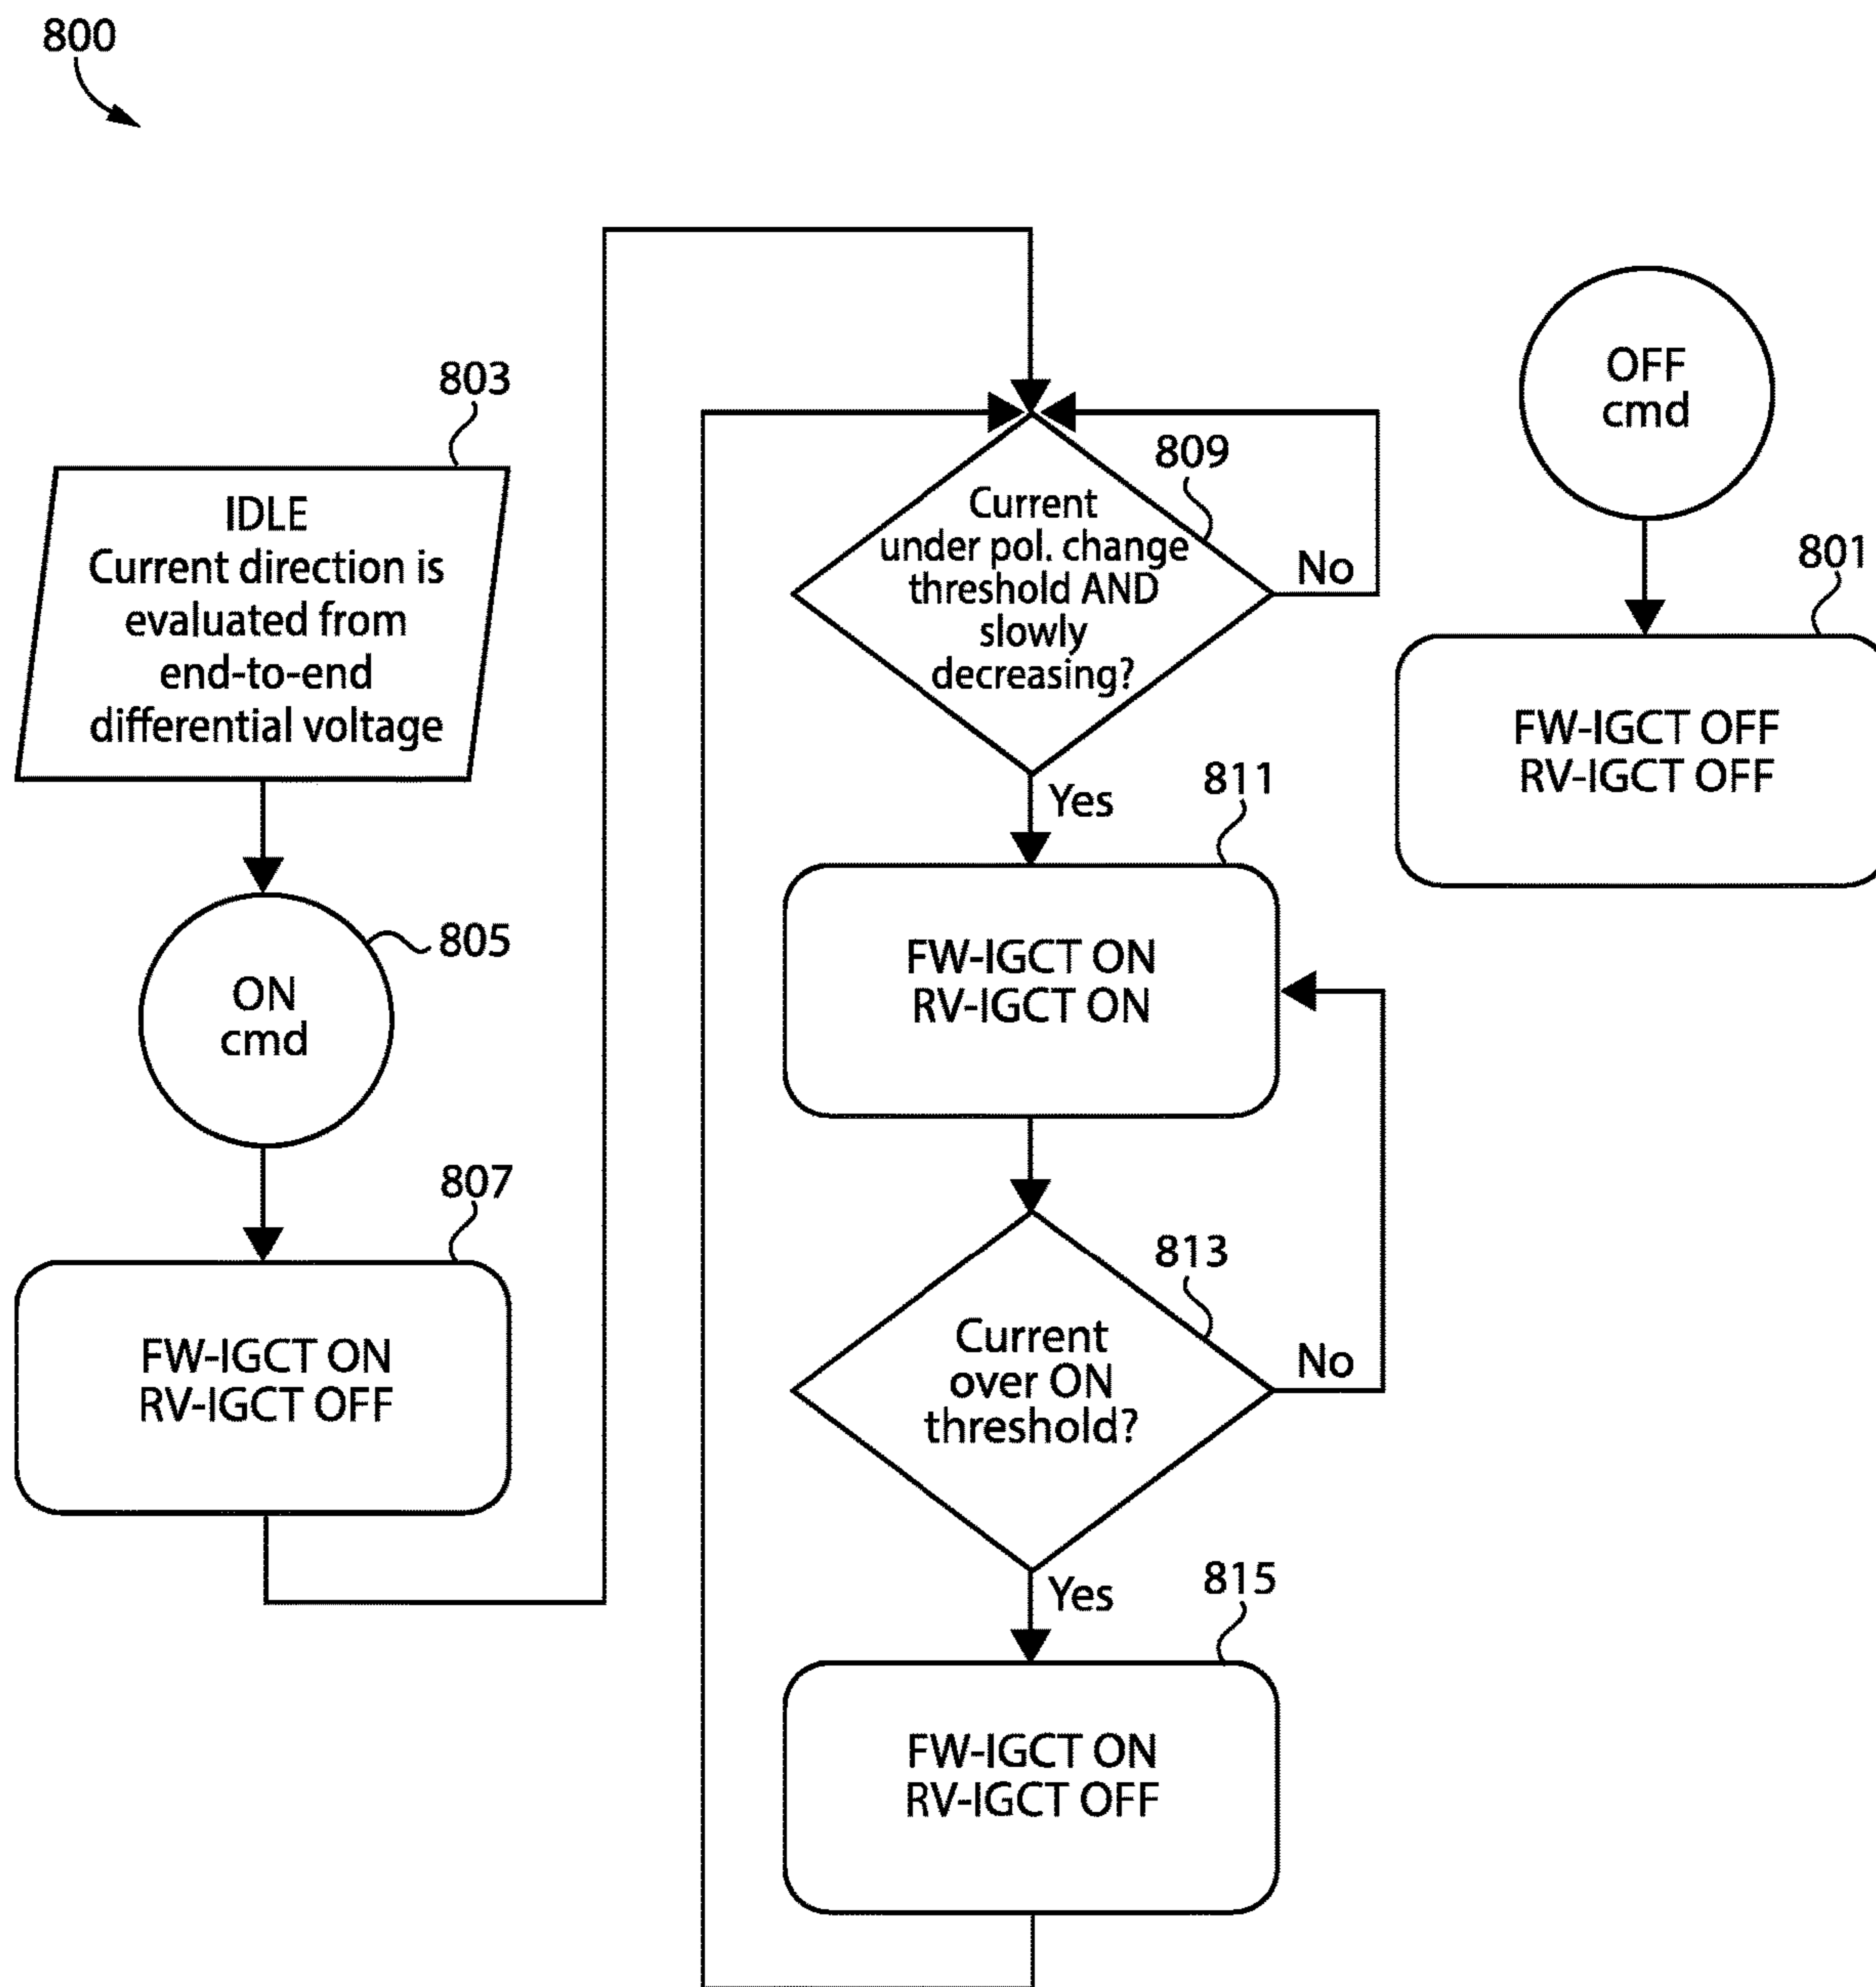 800
803
IDLE
Current direction is
evaluated from
end-to-end
differential voltage
805
ON
cmd
807
FW-IGCT ON
RV-IGCT OFF
809
Current
under pol. change
threshold AND
slowly
decreasing?
No
Yes
811
FW-IGCT ON
RV-IGCT ON
813
Current
over ON
threshold?
No
Yes
815
FW-IGCT ON
RV-IGCT OFF
OFF
cmd
801
FW-IGCT OFF
RV-IGCT OFF